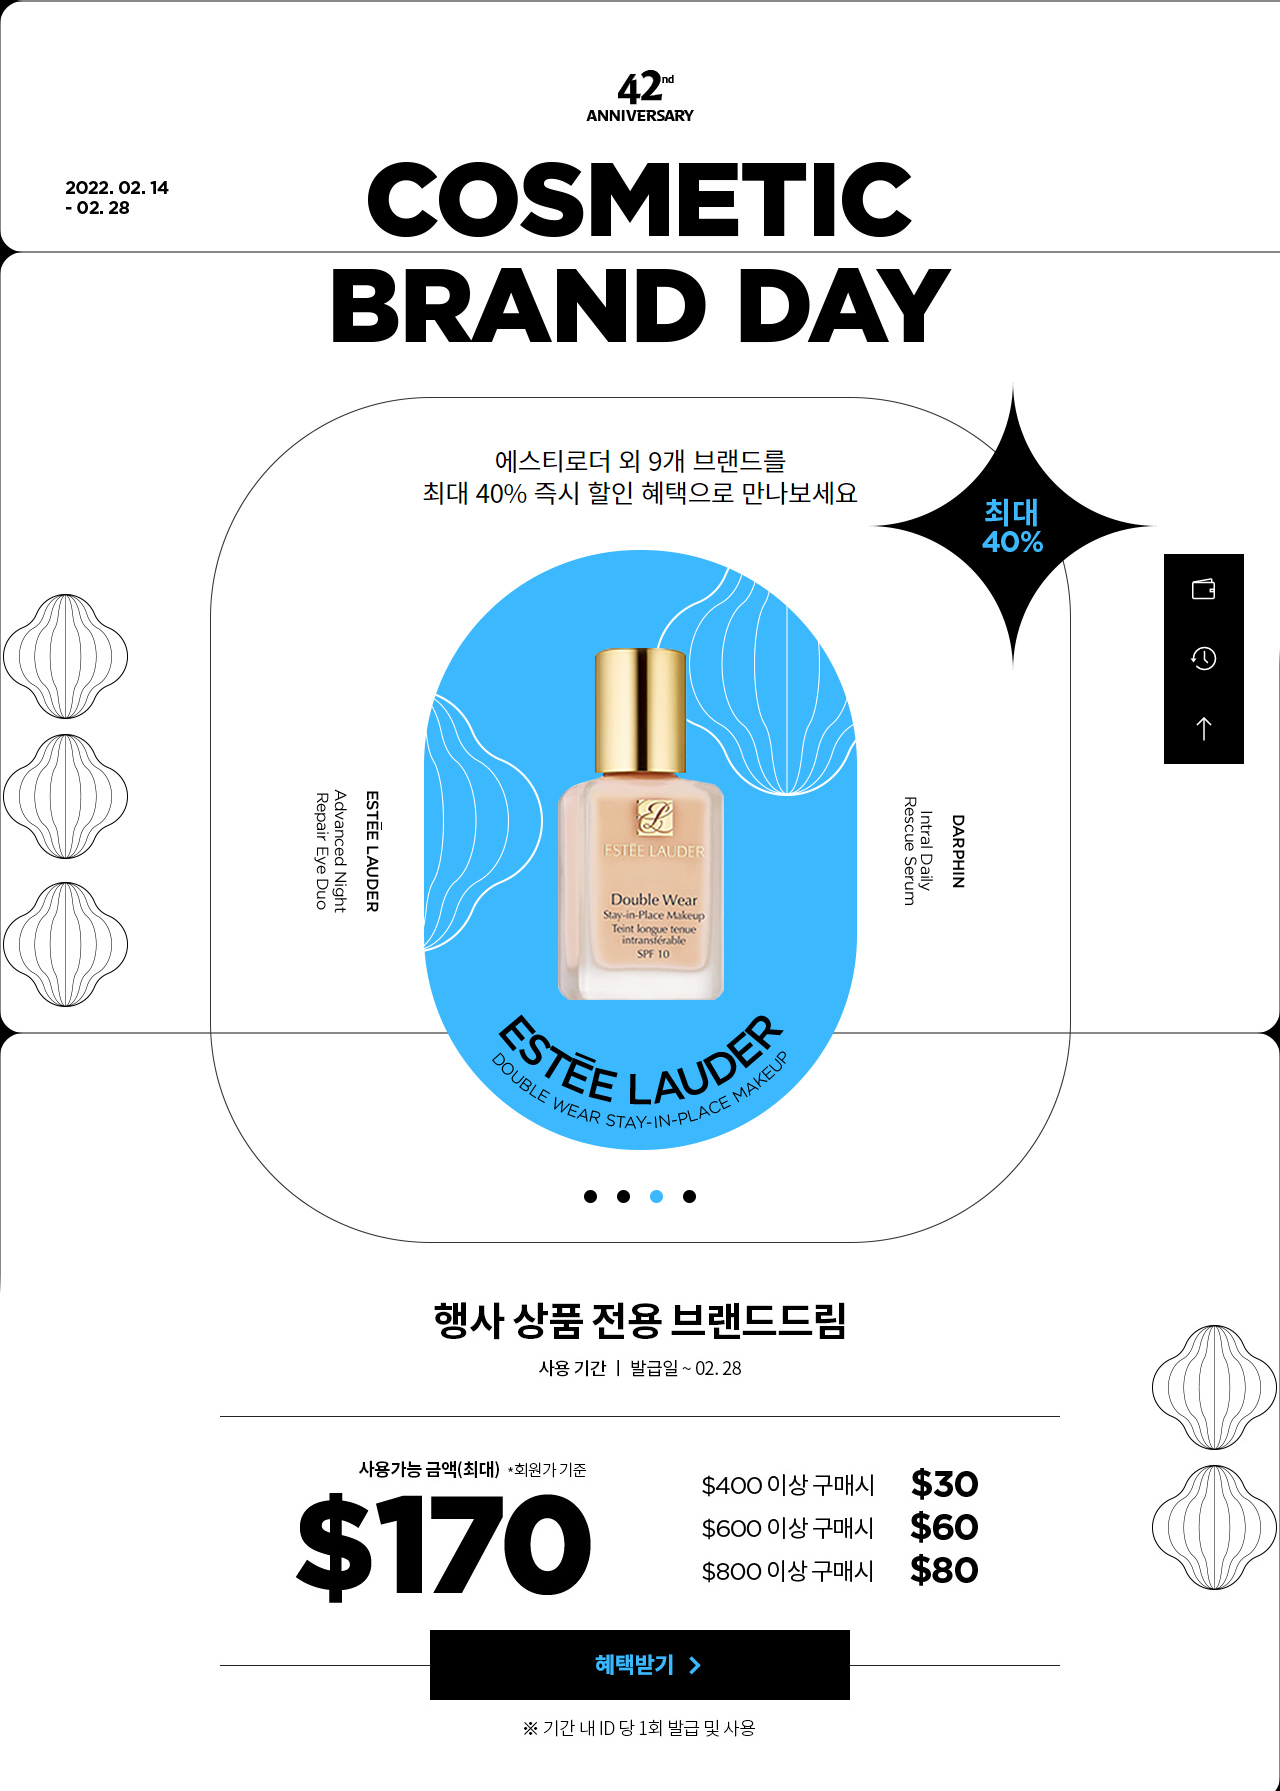 42nd
ANNIVERSARY
COSMETIC
2022. 02. 14
- 02. 28
BRAND DAY
에스티로더 외 9개 브랜드를
최대 40% 즉시 할인 혜택으로 만나보세요
최대
40%
ESTĒE LAUDER
Advanced Night
Repair Eye Duo
ESTĒE LAUDER
Double Wear
Stay-in-Place Makeup
Teint longue tenue
intransférable
SPF 10
DARPHIN
Intral Daily
Rescue Serum
ESTĒE LAUDER
DOUBLE WEAR STAY-IN-PLACE MAKEUP
행사 상품 전용 브랜드드림
사용 기간 ㅣ 발급일 ~ 02. 28
사용가능 금액(최대) *회원가 기준
$170
$400 이상 구매시 $30
$600 이상 구매시 $60
$800 이상 구매시 $80
혜택받기
※ 기간 내 ID 당 1회 발급 및 사용